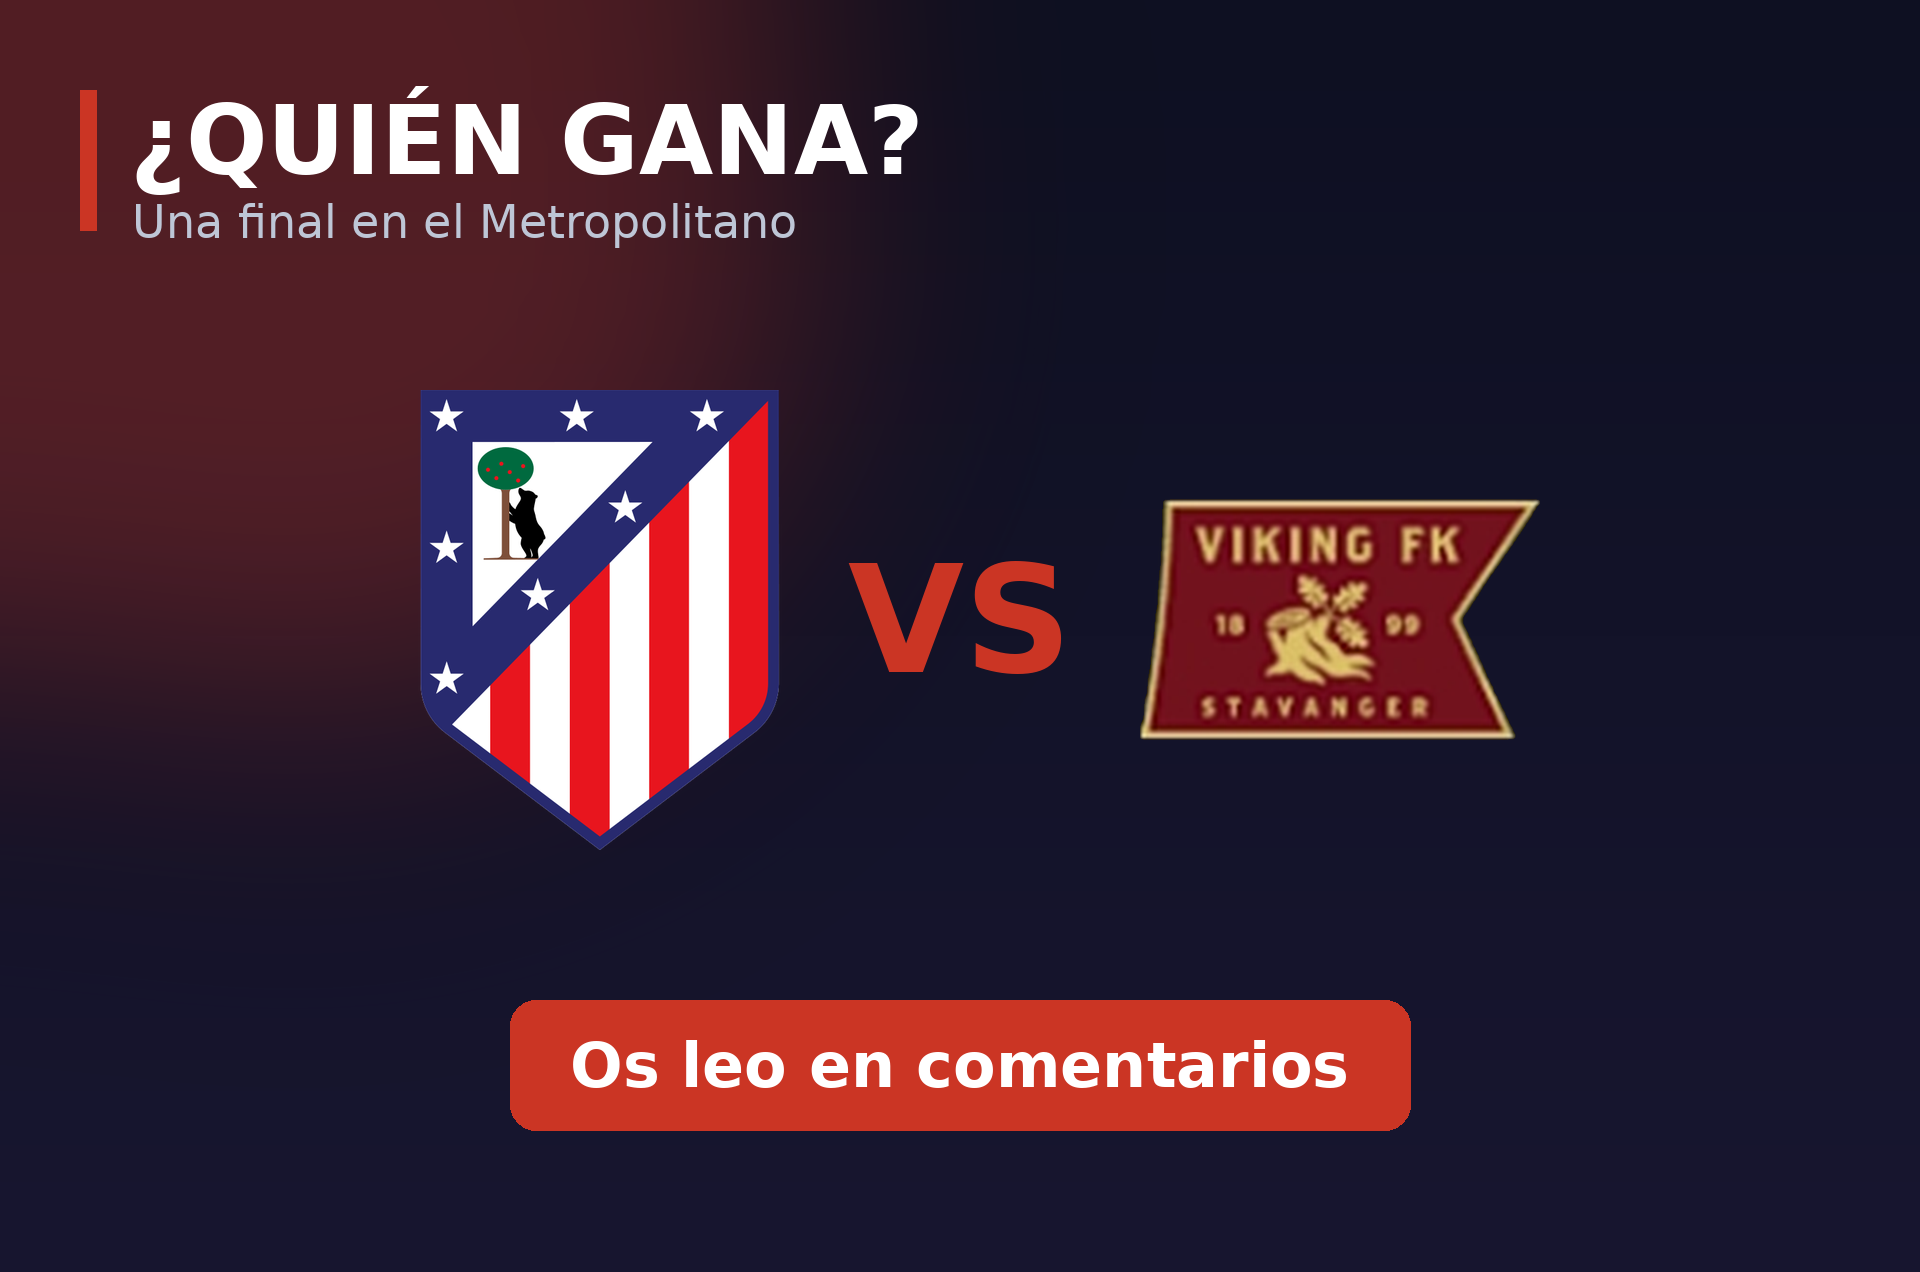 ¿QUIÉN GANA?
Una final en el Metropolitano
VS
VIKING FK
18 99
STAVANGER
Os leo en comentarios